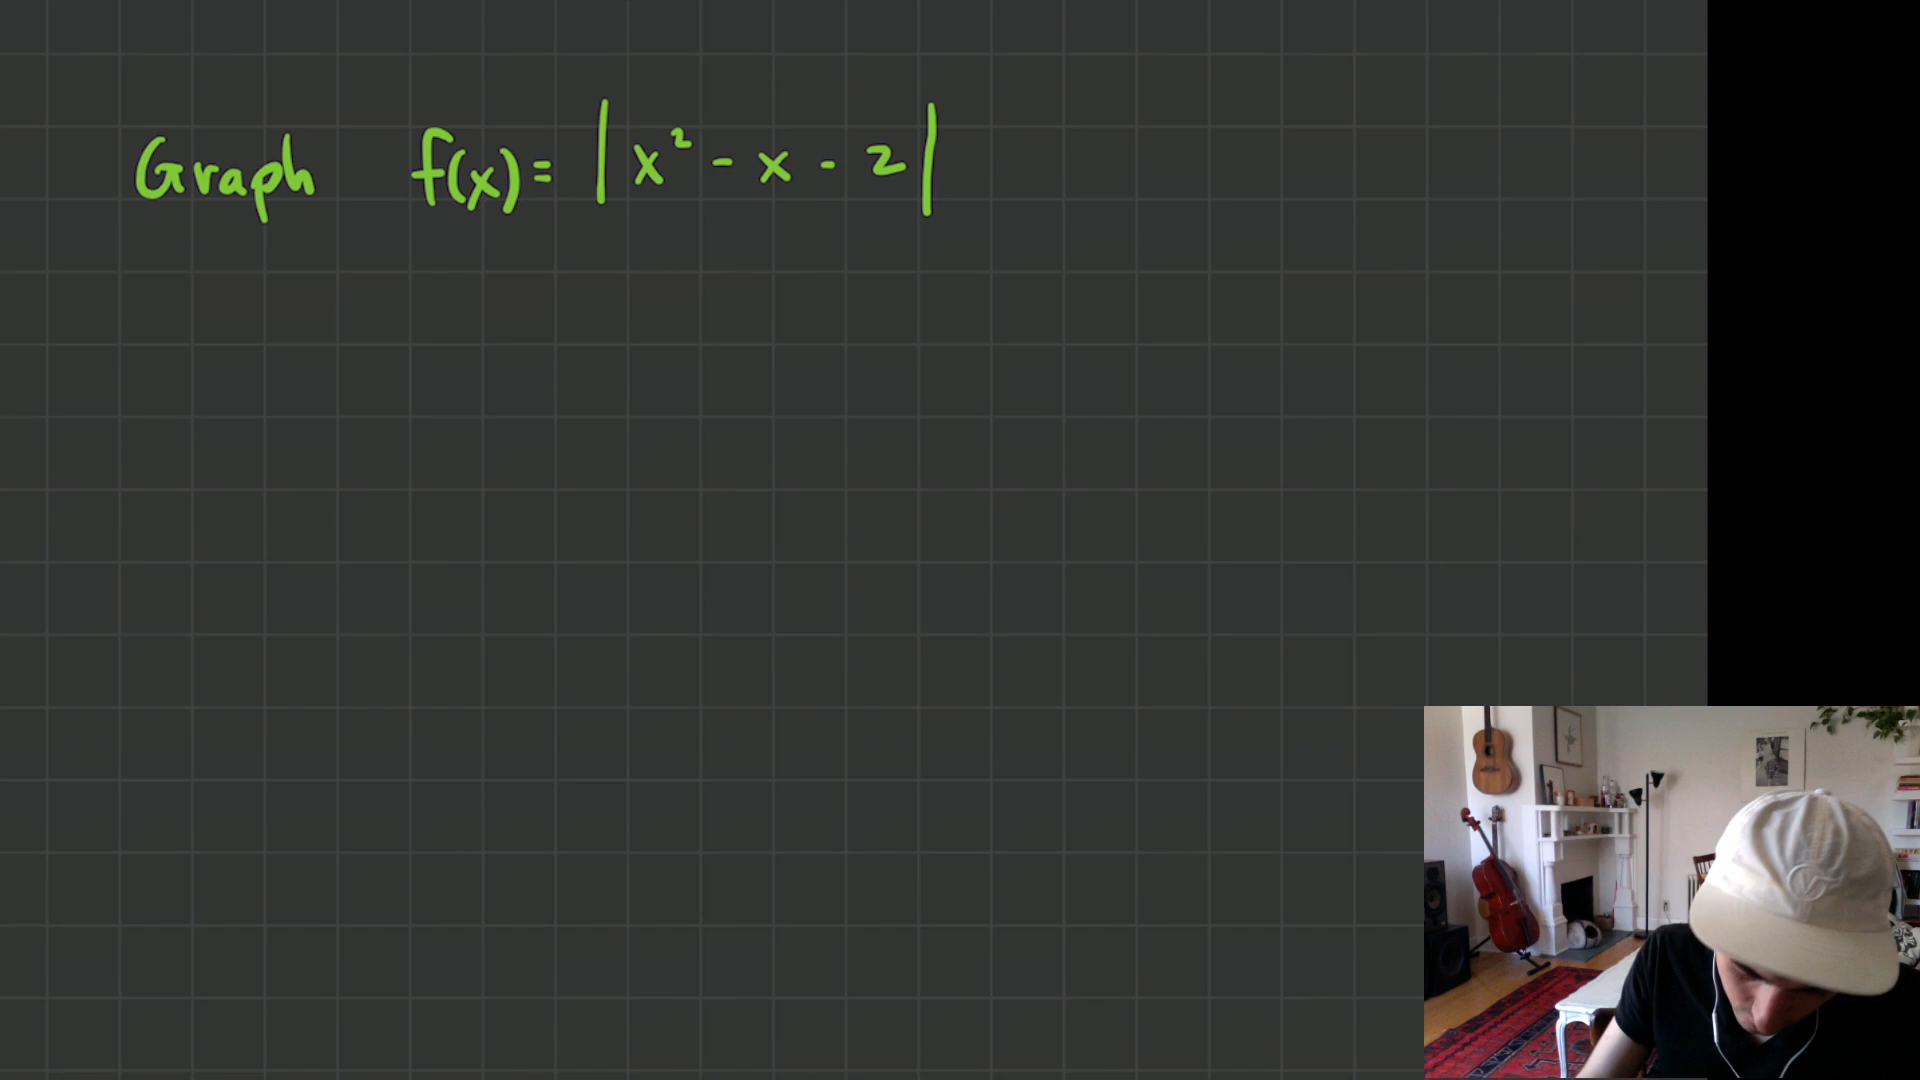 Graph f(x) = |x² - x - 2|